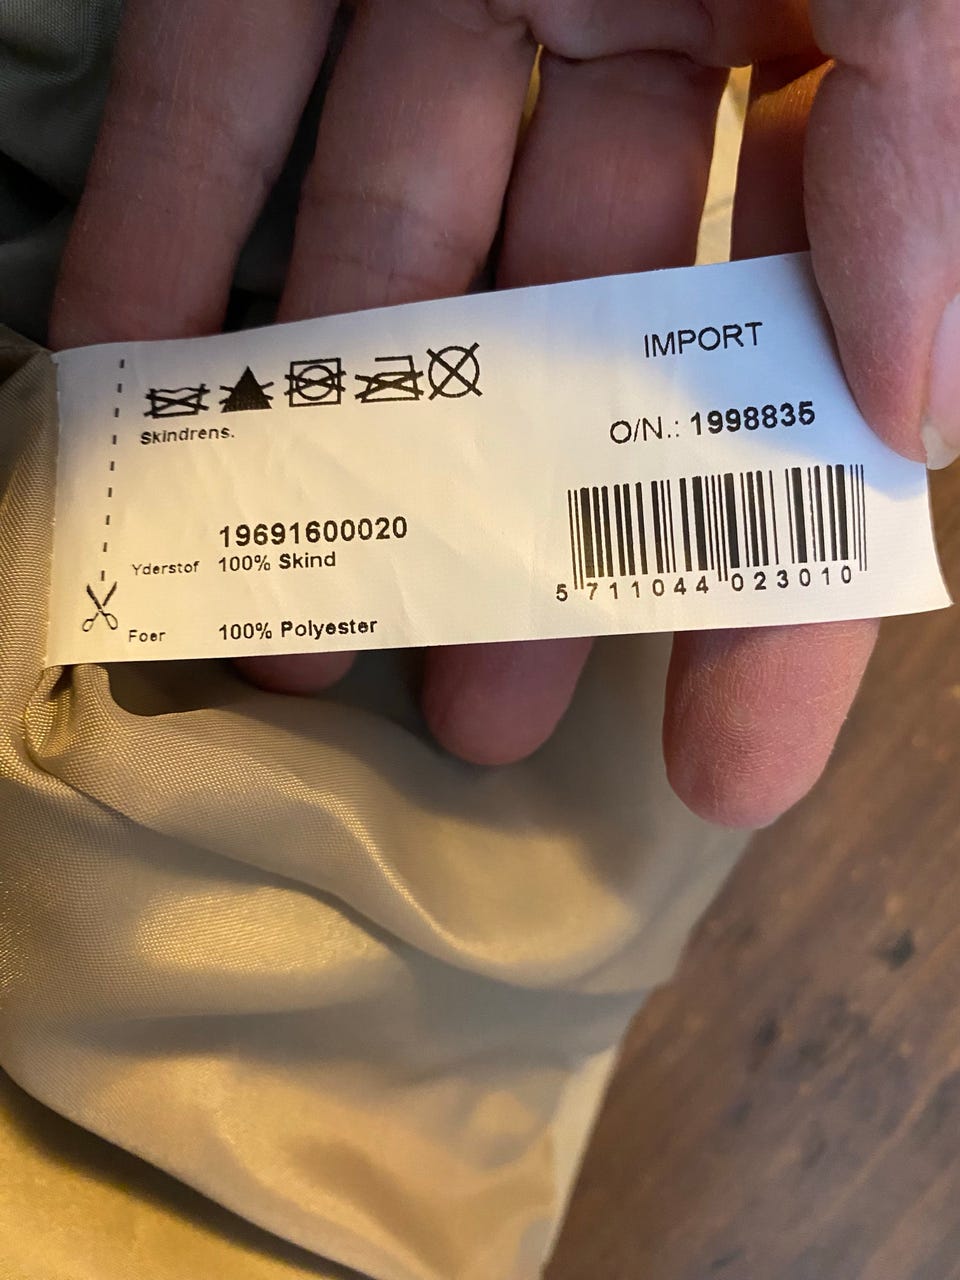 Skindrens.
19691600020
Yderstof 100% Skind
Foer 100% Polyester
IMPORT
O/N.: 1998835
5 711044 023010